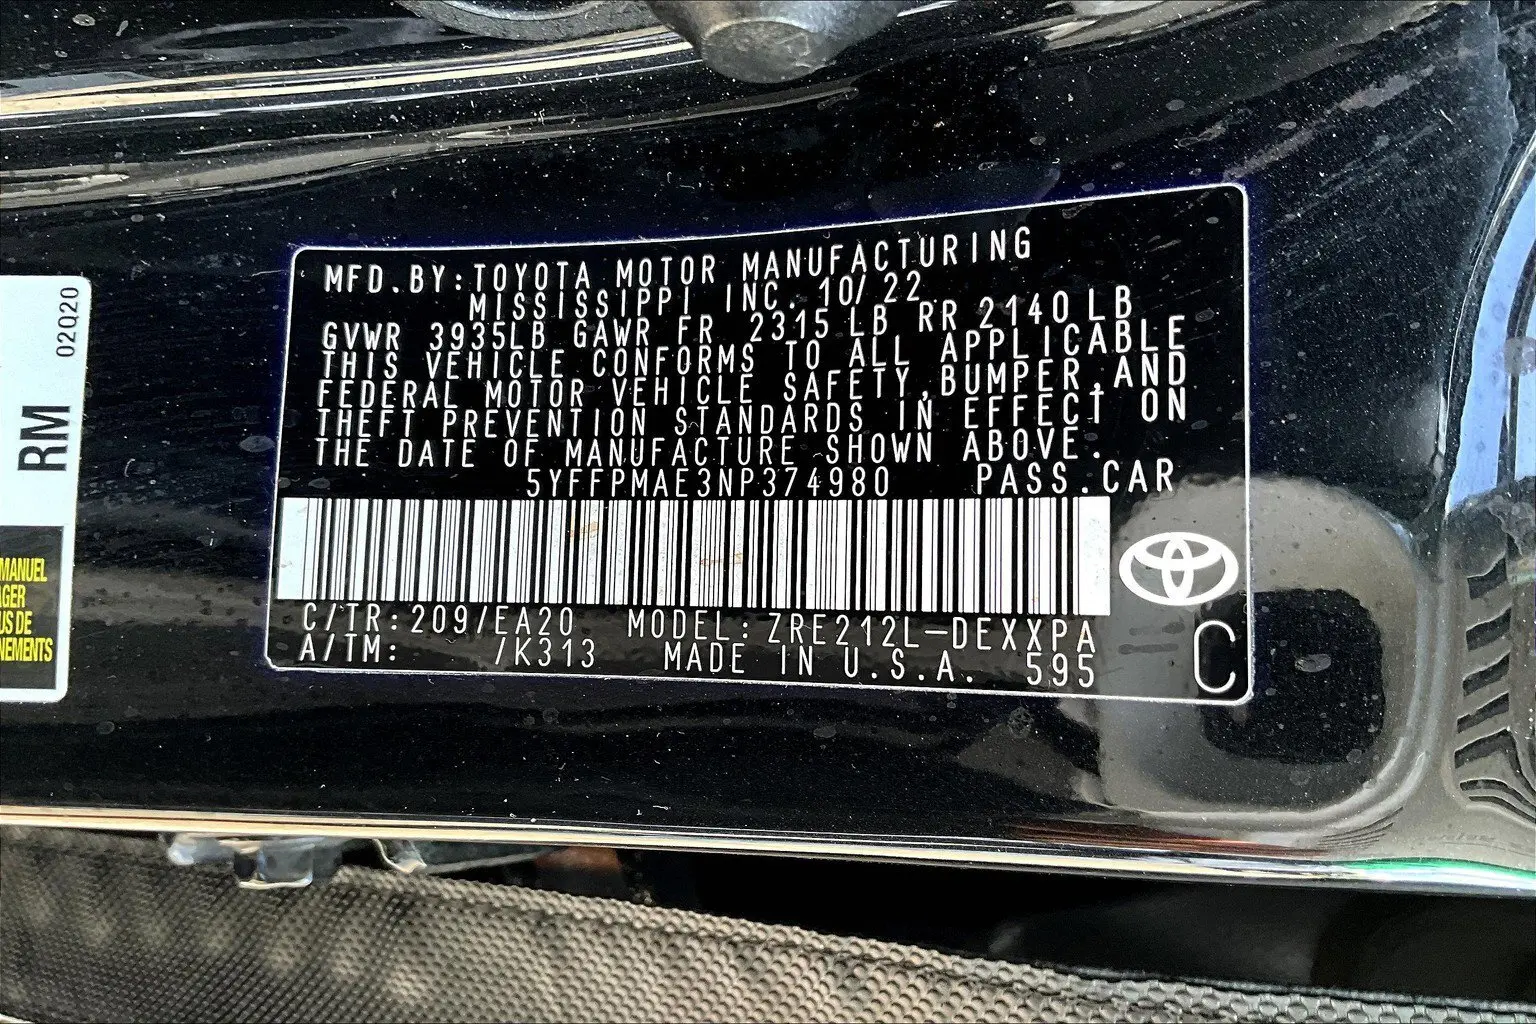 02Q20
RM
MANUEL
AGER
US DE
NEMENTS
MFD.BY:TOYOTA MOTOR MANUFACTURING
MISSISSIPPI, INC. 10/22
GVWR 3935LB GAWR FR 2315 LB RR 2140 LB
THIS VEHICLE CONFORMS TO ALL APPLICABLE
FEDERAL MOTOR VEHICLE SAFETY,BUMPER,AND
THEFT PREVENTION STANDARDS IN EFFECT ON
THE DATE OF MANUFACTURE SHOWN ABOVE.
5YFFPMAE3NP374980 PASS.CAR
C/TR:209/EA20 MODEL:ZRE212L-DEXXPA
A/TM: /K313 MADE IN U.S.A. 595
C